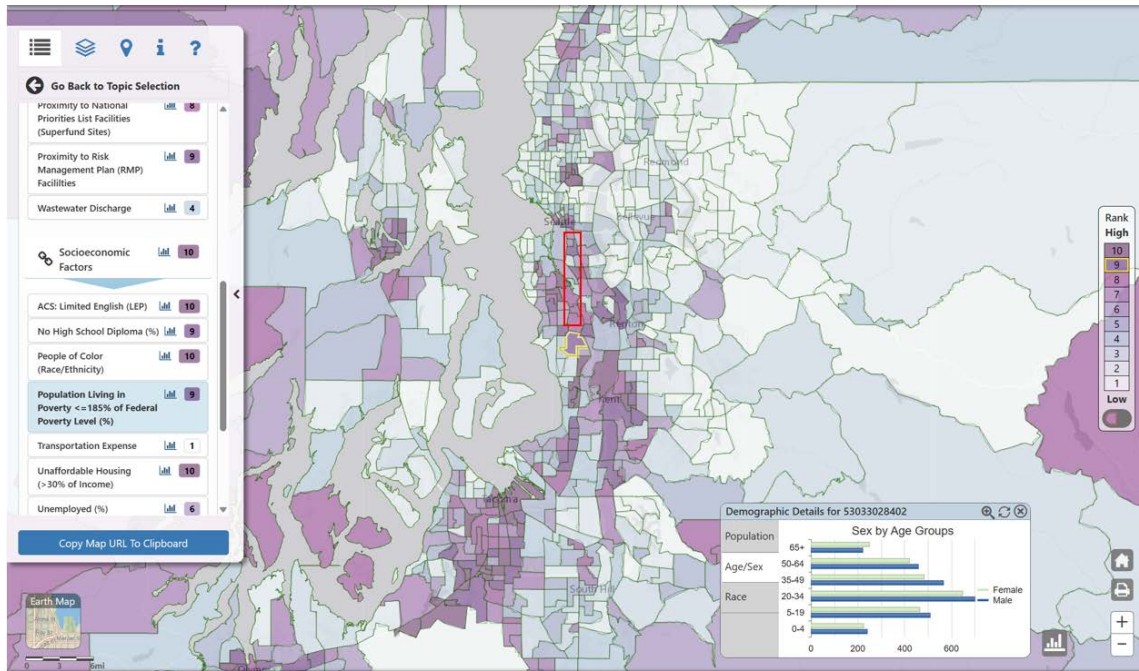 Go Back to Topic Selection
Proximity to National
Priorities List Facilities
(Superfund Sites)
8
Proximity to Risk
Management Plan (RMP)
Facililties
9
Wastewater Discharge
4
Socioeconomic
Factors
10
ACS: Limited English (LEP)
10
No High School Diploma (%)
9
People of Color
(Race/Ethnicity)
10
Population Living in
Poverty <=185% of Federal
Poverty Level (%)
9
Transportation Expense
1
Unaffordable Housing
(>30% of Income)
10
Unemployed (%)
6
Copy Map URL To Clipboard
Earth Map
0 3 6mi
Redmond
Bellevue
Seattle
Renton
Kent
Tacoma
South Hill
Rank
High
10
9
8
7
6
5
4
3
2
1
Low
Demographic Details for 53033028402
Population
Age/Sex
Race
Sex by Age Groups
65+
50-64
35-49
20-34
5-19
0-4
0 200 400 600
Female
Male